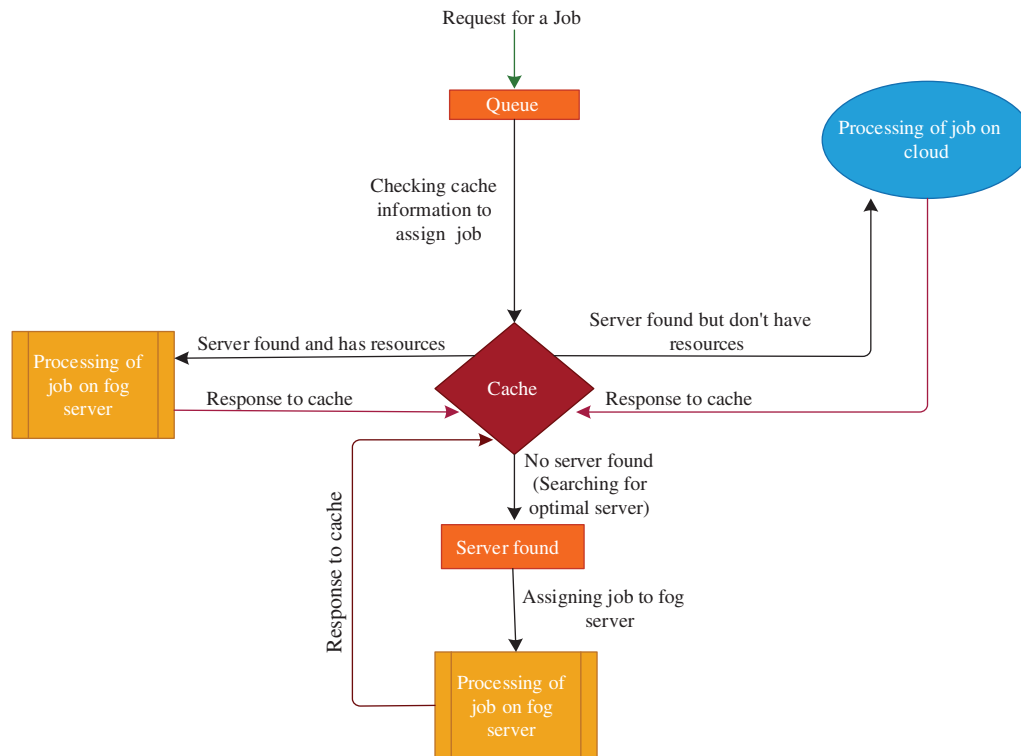 Request for a Job
Queue
Processing of job on
cloud
Checking cache
information to
assign job
Server found but don't have
resources
Server found and has resources
Processing of
job on fog
server
Cache
Response to cache
Response to cache
No server found
(Searching for
optimal server)
Response to cache
Server found
Assigning job to fog
server
Processing of
job on fog
server